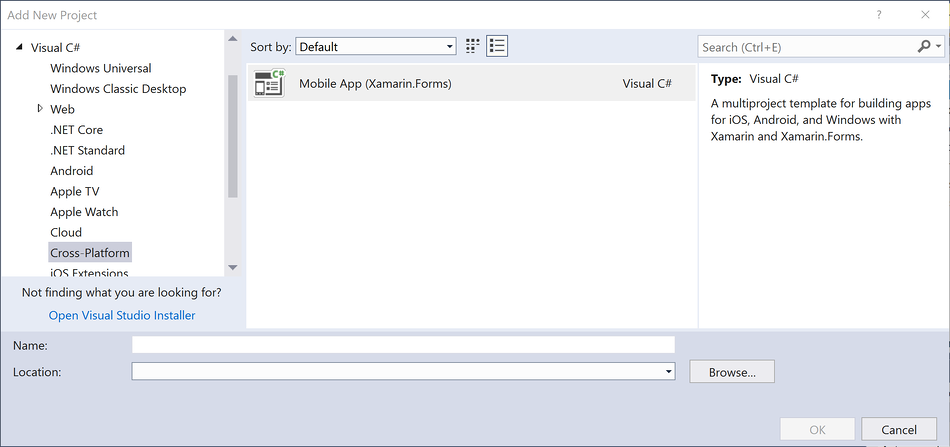 Add New Project
?
Visual C#
Windows Universal
Windows Classic Desktop
Web
.NET Core
.NET Standard
Android
Apple TV
Apple Watch
Cloud
Cross-Platform
iOS Extensions
Not finding what you are looking for?
Open Visual Studio Installer
Sort by: Default
Search (Ctrl+E)
C#
Mobile App (Xamarin.Forms) Visual C#
Type: Visual C#
A multiproject template for building apps
for iOS, Android, and Windows with
Xamarin and Xamarin.Forms.
Name:
Location:
Browse...
OK Cancel